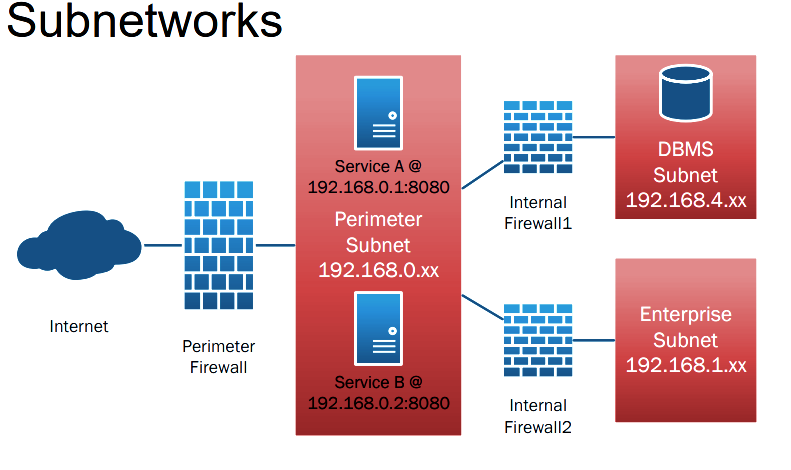 Subnetworks
Internet
Perimeter
Firewall
Service A @
192.168.0.1:8080
Perimeter
Subnet
192.168.0.xx
Service B @
192.168.0.2:8080
Internal
Firewall1
DBMS
Subnet
192.168.4.xx
Internal
Firewall2
Enterprise
Subnet
192.168.1.xx